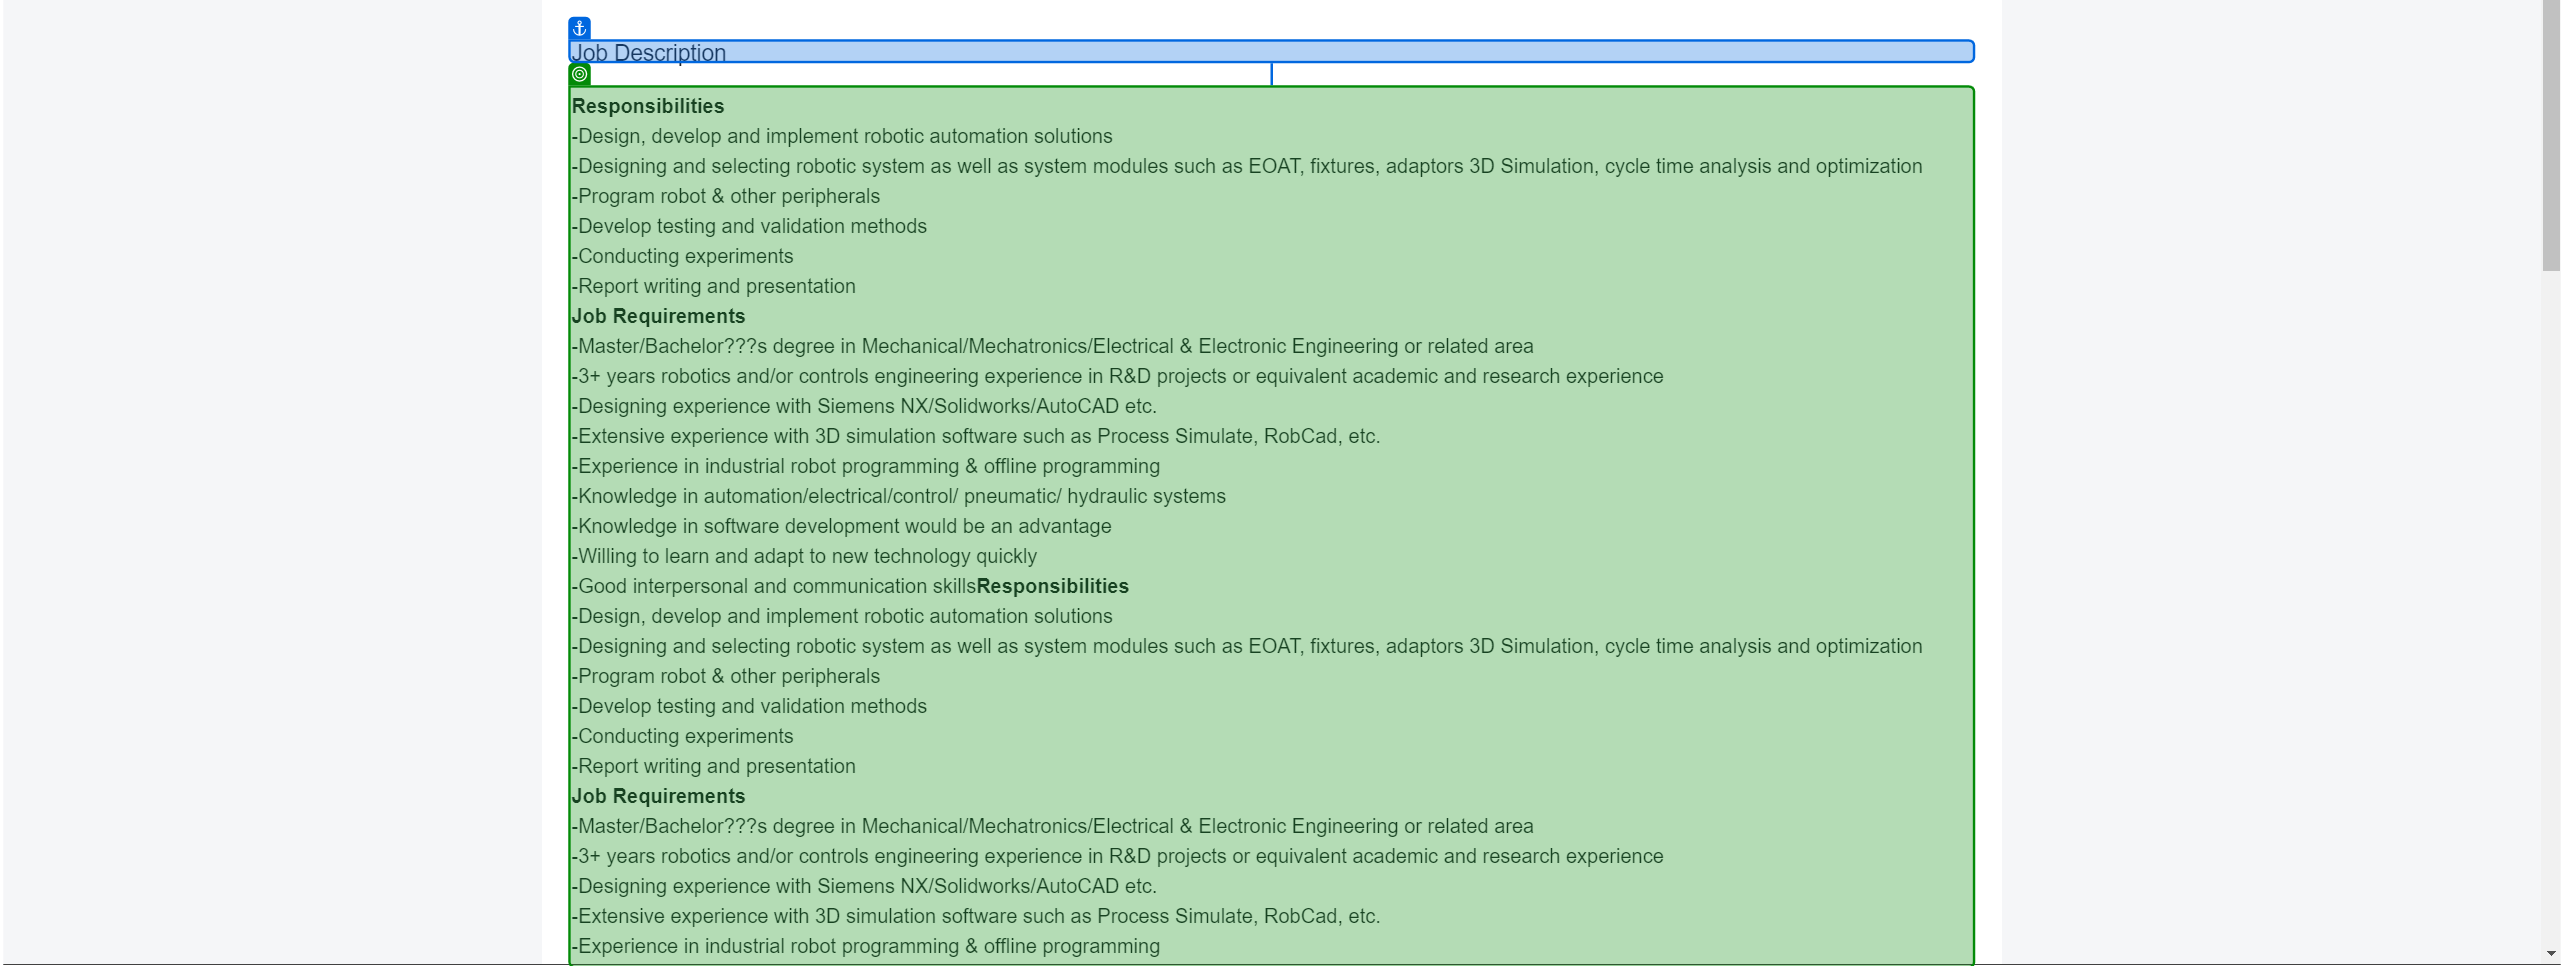 Job Description
Responsibilities
-Design, develop and implement robotic automation solutions
-Designing and selecting robotic system as well as system modules such as EOAT, fixtures, adaptors 3D Simulation, cycle time analysis and optimization
-Program robot & other peripherals
-Develop testing and validation methods
-Conducting experiments
-Report writing and presentation
Job Requirements
-Master/Bachelor???s degree in Mechanical/Mechatronics/Electrical & Electronic Engineering or related area
-3+ years robotics and/or controls engineering experience in R&D projects or equivalent academic and research experience
-Designing experience with Siemens NX/Solidworks/AutoCAD etc.
-Extensive experience with 3D simulation software such as Process Simulate, RobCad, etc.
-Experience in industrial robot programming & offline programming
-Knowledge in automation/electrical/control/ pneumatic/ hydraulic systems
-Knowledge in software development would be an advantage
-Willing to learn and adapt to new technology quickly
-Good interpersonal and communication skillsResponsibilities
-Design, develop and implement robotic automation solutions
-Designing and selecting robotic system as well as system modules such as EOAT, fixtures, adaptors 3D Simulation, cycle time analysis and optimization
-Program robot & other peripherals
-Develop testing and validation methods
-Conducting experiments
-Report writing and presentation
Job Requirements
-Master/Bachelor???s degree in Mechanical/Mechatronics/Electrical & Electronic Engineering or related area
-3+ years robotics and/or controls engineering experience in R&D projects or equivalent academic and research experience
-Designing experience with Siemens NX/Solidworks/AutoCAD etc.
-Extensive experience with 3D simulation software such as Process Simulate, RobCad, etc.
-Experience in industrial robot programming & offline programming